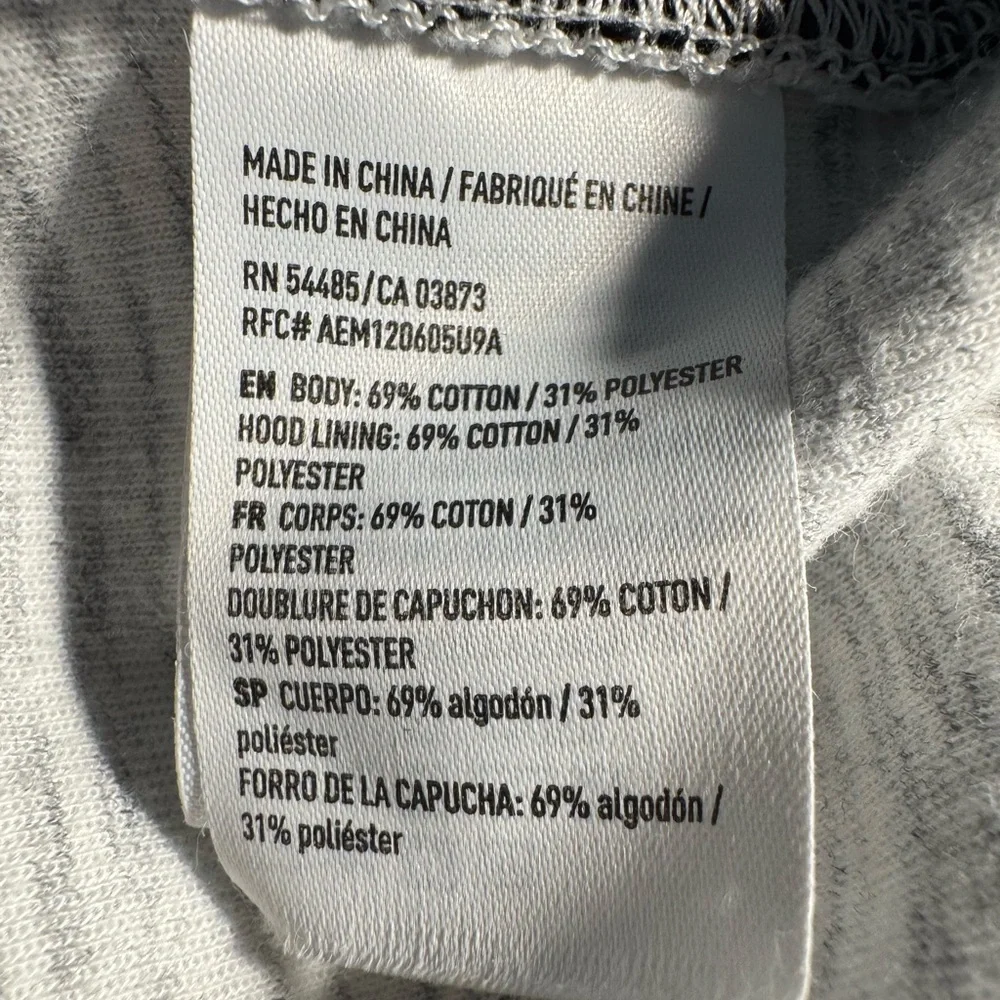 MADE IN CHINA / FABRIQUÉ EN CHINE /
HECHO EN CHINA
RN 54485/CA 03873
RFC# AEM120605U9A
EN BODY: 69% COTTON / 31% POLYESTER
HOOD LINING: 69% COTTON / 31%
POLYESTER
FR CORPS: 69% COTON / 31%
POLYESTER
DOUBLURE DE CAPUCHON: 69% COTON /
31% POLYESTER
SP CUERPO: 69% algodón / 31%
poliéster
FORRO DE LA CAPUCHA: 69% algodón /
31% poliéster